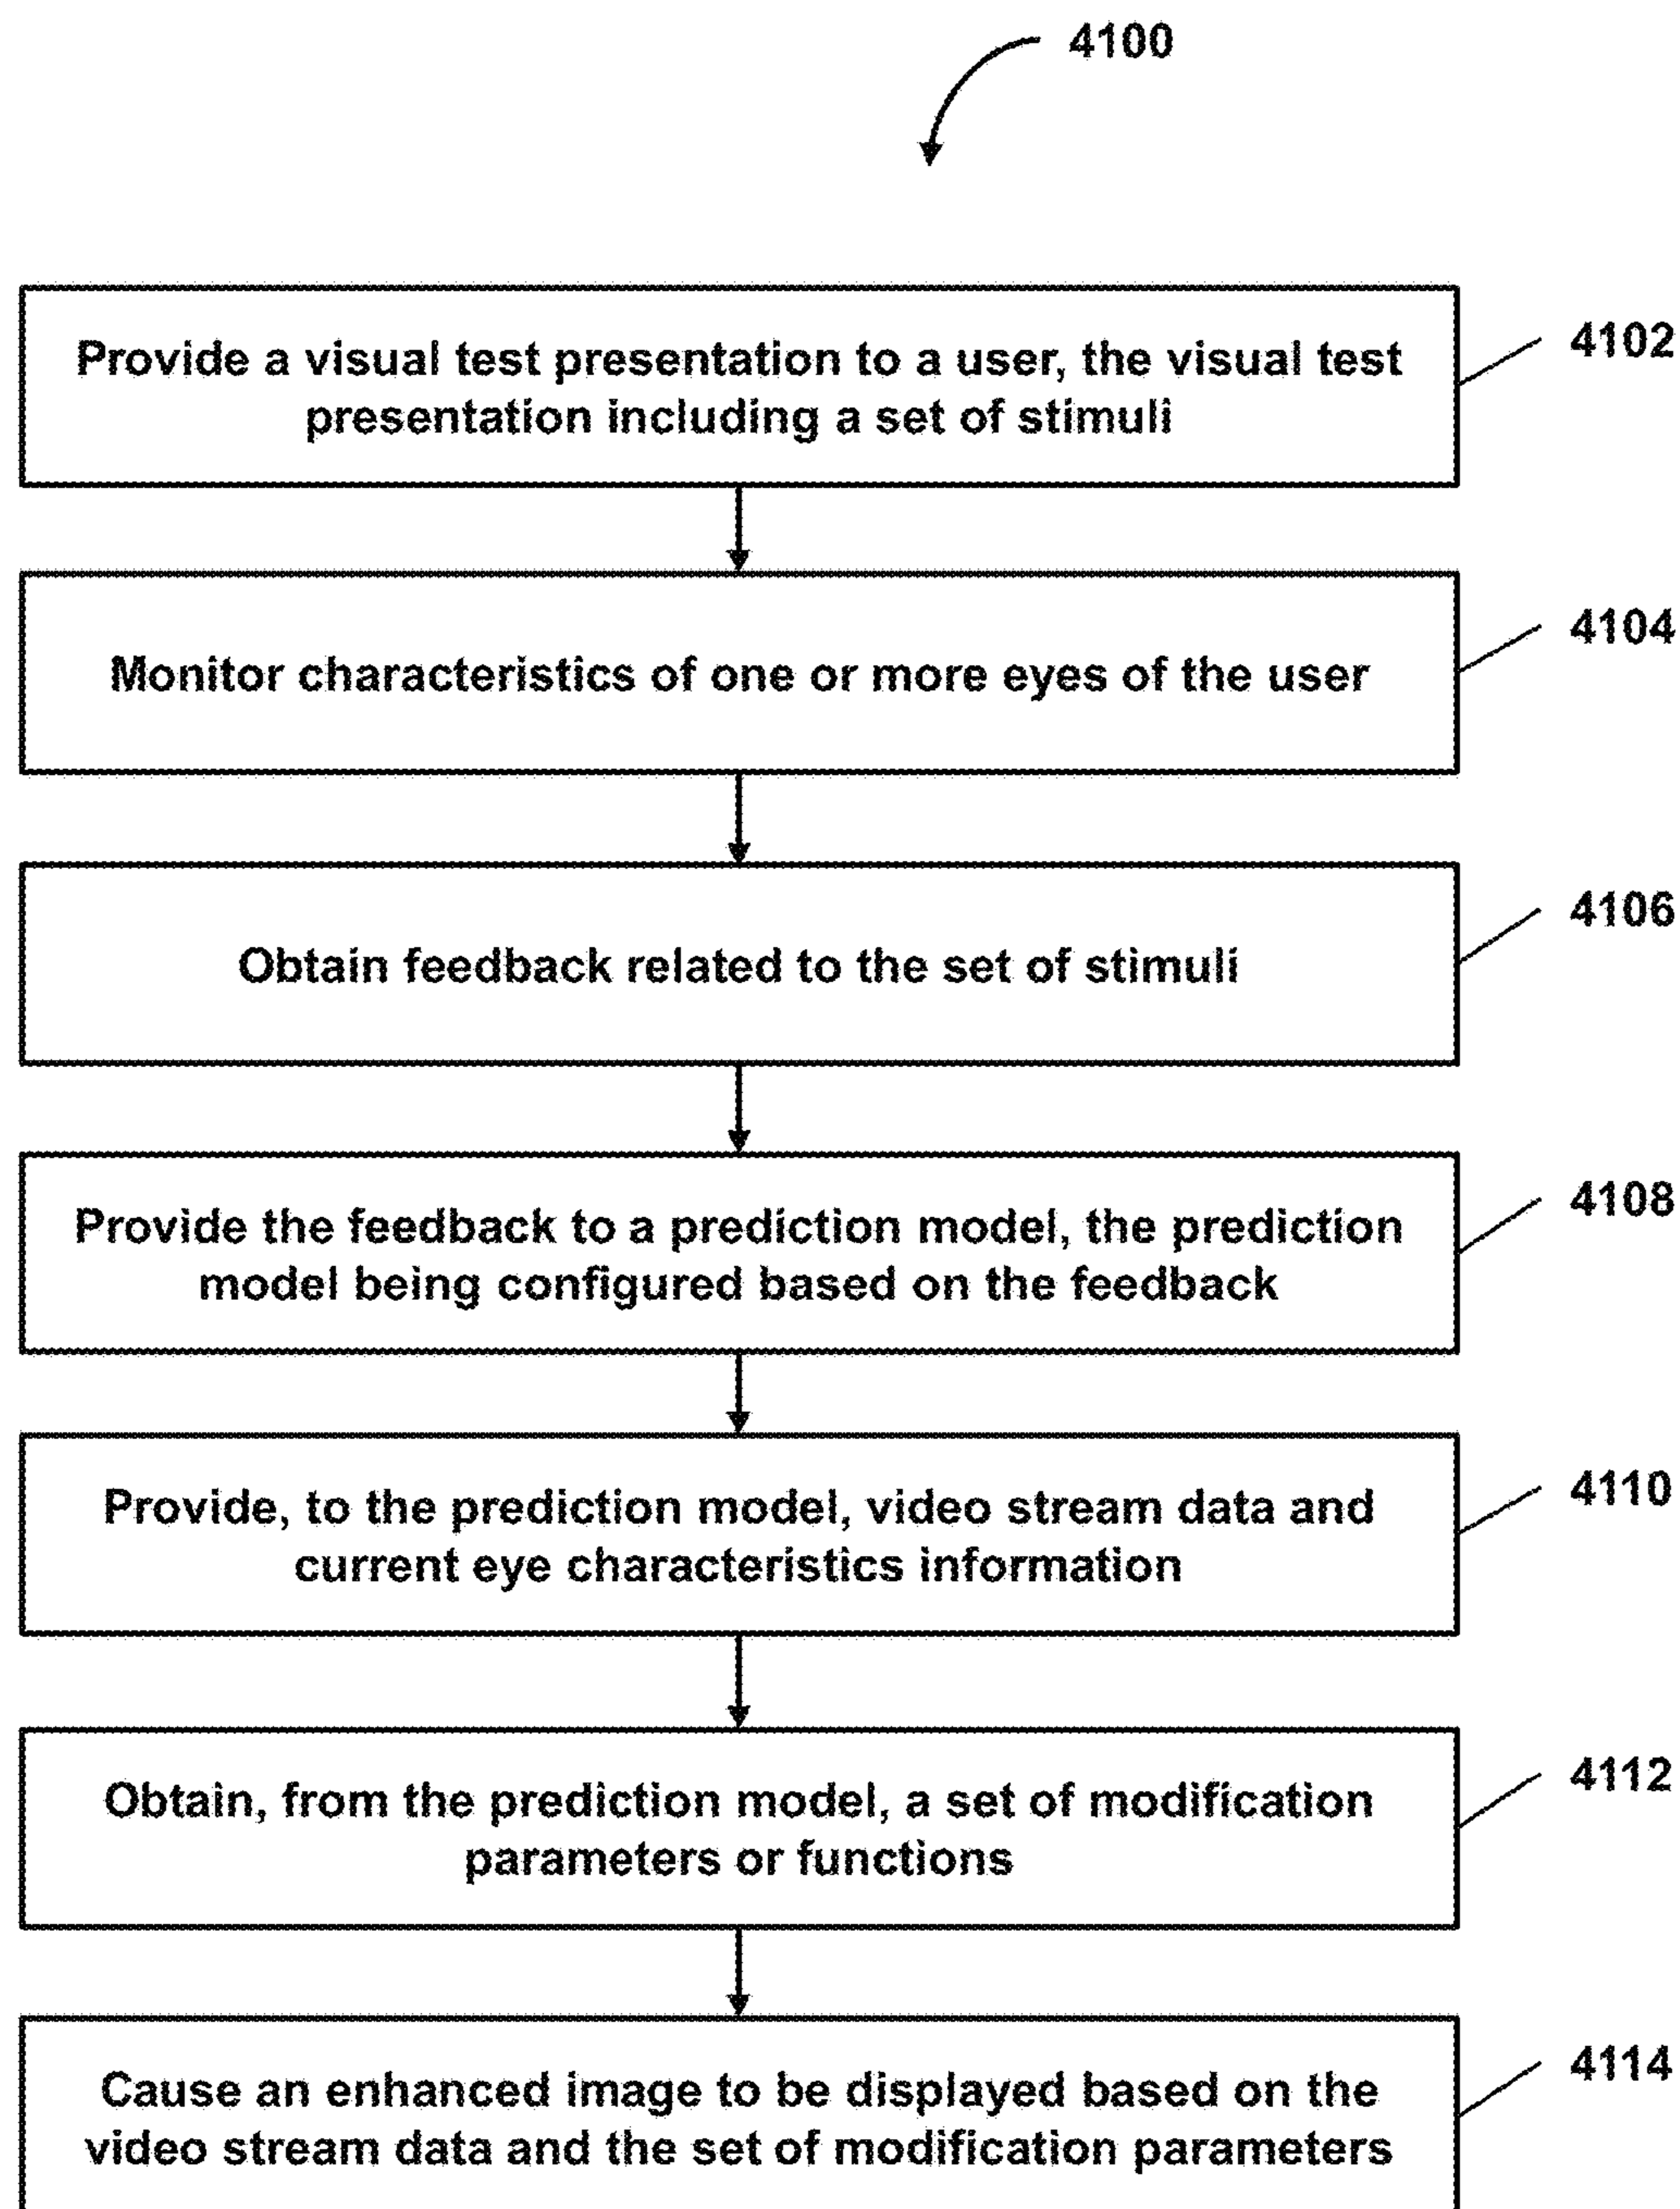 4100
Provide a visual test presentation to a user, the visual test
presentation including a set of stimuli
4102
Monitor characteristics of one or more eyes of the user
4104
Obtain feedback related to the set of stimuli
4106
Provide the feedback to a prediction model, the prediction
model being configured based on the feedback
4108
Provide, to the prediction model, video stream data and
current eye characteristics information
4110
Obtain, from the prediction model, a set of modification
parameters or functions
4112
Cause an enhanced image to be displayed based on the
video stream data and the set of modification parameters
4114